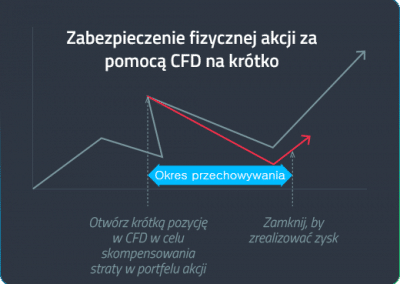 Zabezpieczenie fizycznej akcji za
pomocą CFD na krótko
Okres przechowywania
Otwórz krótką pozycję
w CFD w celu
skompensowania
straty w portfelu akcji
Zamknij, by
zrealizować zysk